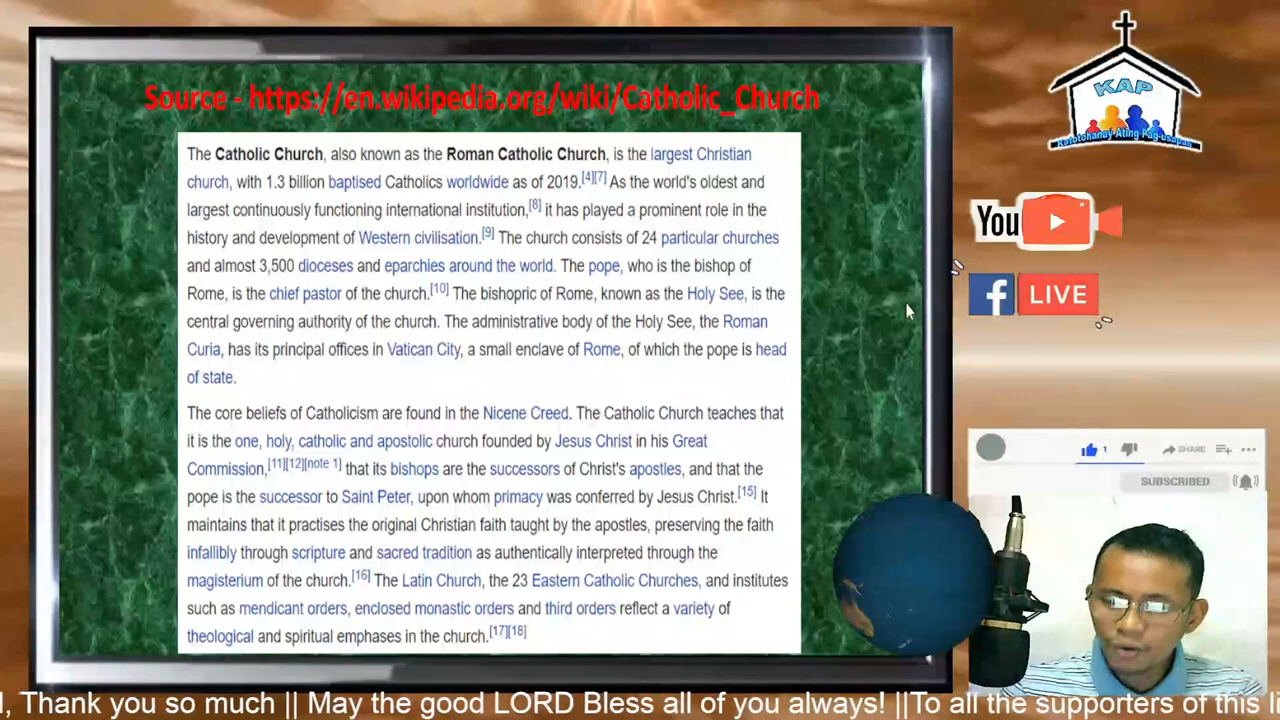 Source - https://en.wikipedia.org/wiki/Catholic_Church
The Catholic Church, also known as the Roman Catholic Church, is the largest Christian
church, with 1.3 billion baptised Catholics worldwide as of 2019.[4][7] As the world's oldest and
largest continuously functioning international institution,[8] it has played a prominent role in the
history and development of Western civilisation.[9] The church consists of 24 particular churches
and almost 3,500 dioceses and eparchies around the world. The pope, who is the bishop of
Rome, is the chief pastor of the church.[10] The bishopric of Rome, known as the Holy See, is the
central governing authority of the church. The administrative body of the Holy See, the Roman
Curia, has its principal offices in Vatican City, a small enclave of Rome, of which the pope is head
of state.
The core beliefs of Catholicism are found in the Nicene Creed. The Catholic Church teaches that
it is the one, holy, catholic and apostolic church founded by Jesus Christ in his Great
Commission,[11][12][note 1] that its bishops are the successors of Christ's apostles, and that the
pope is the successor to Saint Peter, upon whom primacy was conferred by Jesus Christ.[15] It
maintains that it practises the original Christian faith taught by the apostles, preserving the faith
infallibly through scripture and sacred tradition as authentically interpreted through the
magisterium of the church.[16] The Latin Church, the 23 Eastern Catholic Churches, and institutes
such as mendicant orders, enclosed monastic orders and third orders reflect a variety of
theological and spiritual emphases in the church.[17][18]
KAP
Katotohanay Ating Pag-usapan
You
f LIVE
1 SHARE
SUBSCRIBED
, Thank you so much || May the good LORD Bless all of you always! ||To all the supporters of this